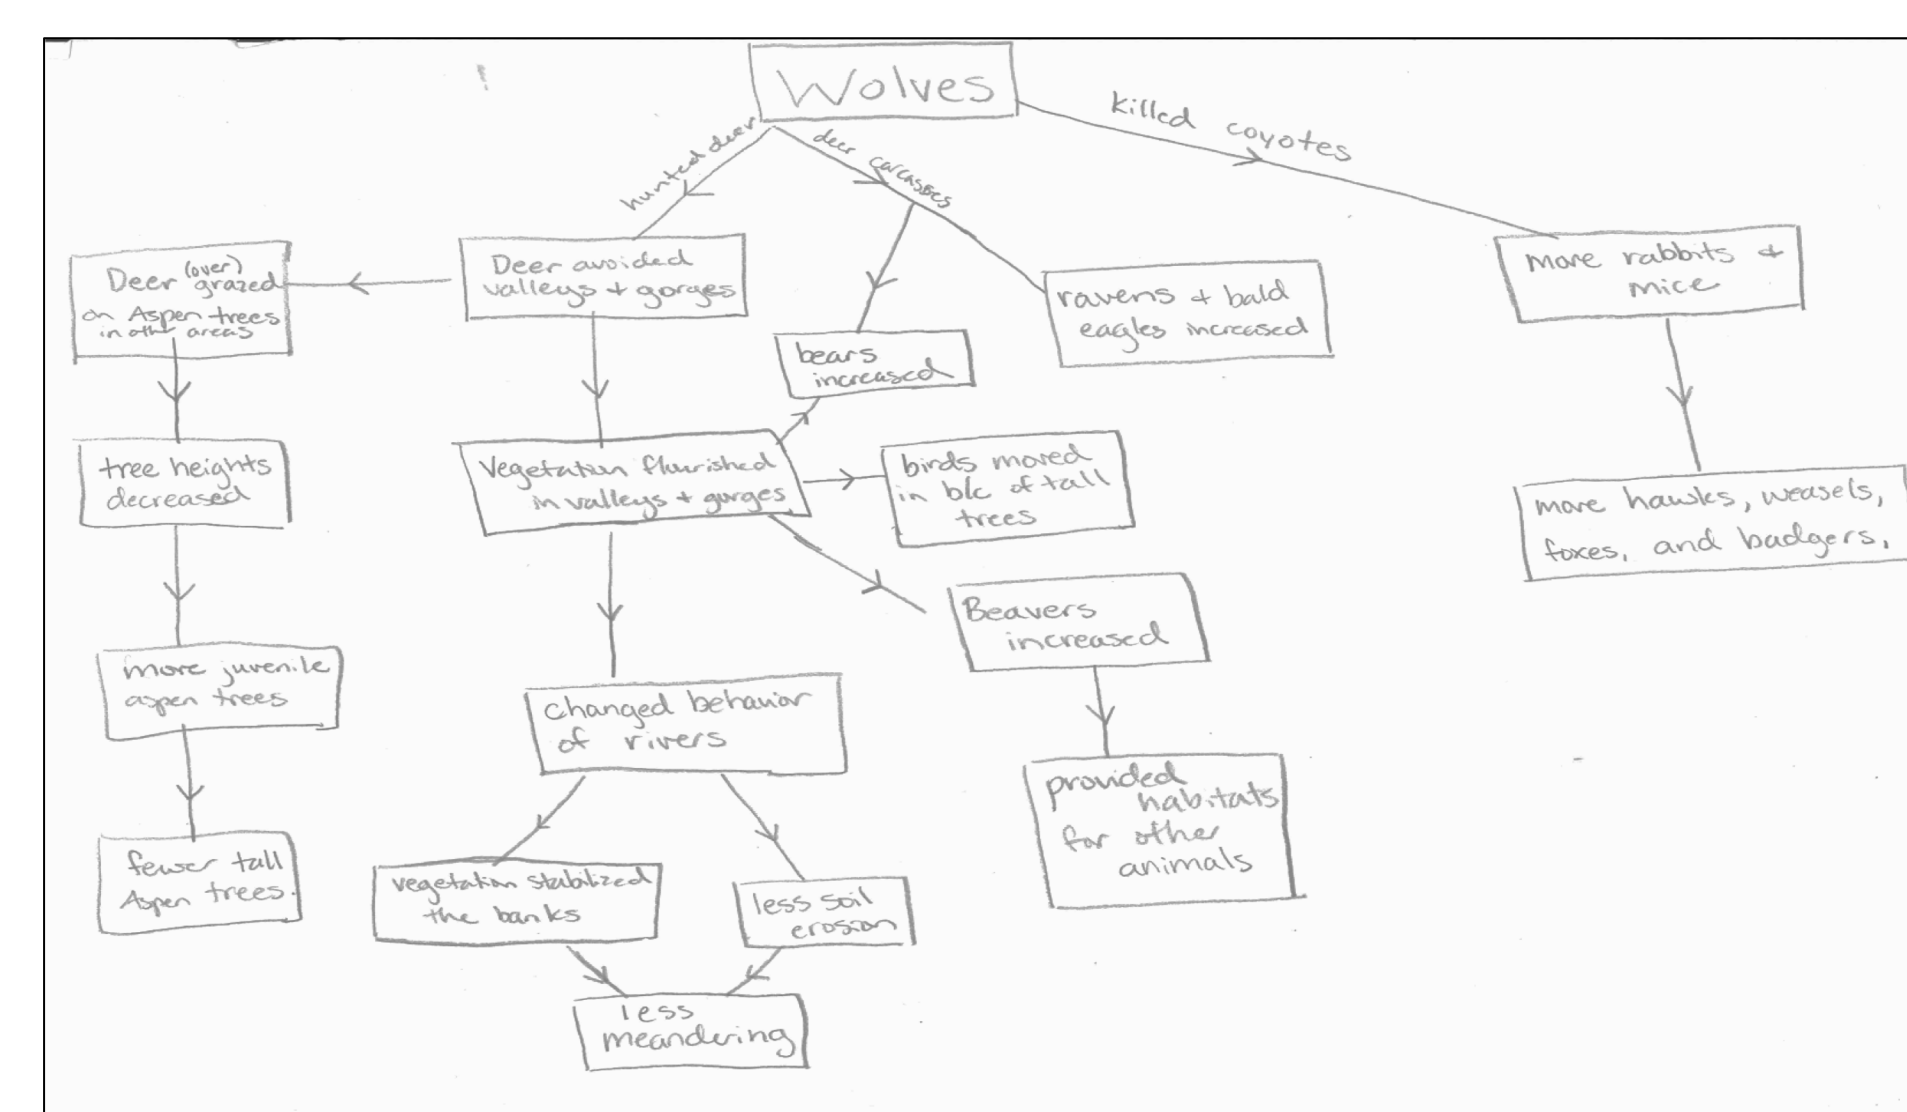 Wolves
killed coyotes
hunted deer
deer carcasses
Deer (over) grazed
on Aspen trees
in other areas
Deer avoided
valleys + gorges
ravens + bald
eagles increased
more rabbits +
mice
bears
increased
tree heights
decreased
Vegetation flourished
in valleys + gorges
birds moved
in b/c of tall
trees
more hawks, weasels,
foxes, and badgers,
Beavers
increased
more juvenile
aspen trees
changed behavior
of rivers
provided
habitats
for other
animals
fewer tall
Aspen trees.
vegetation stabilized
the banks
less soil
erosion
less
meandering